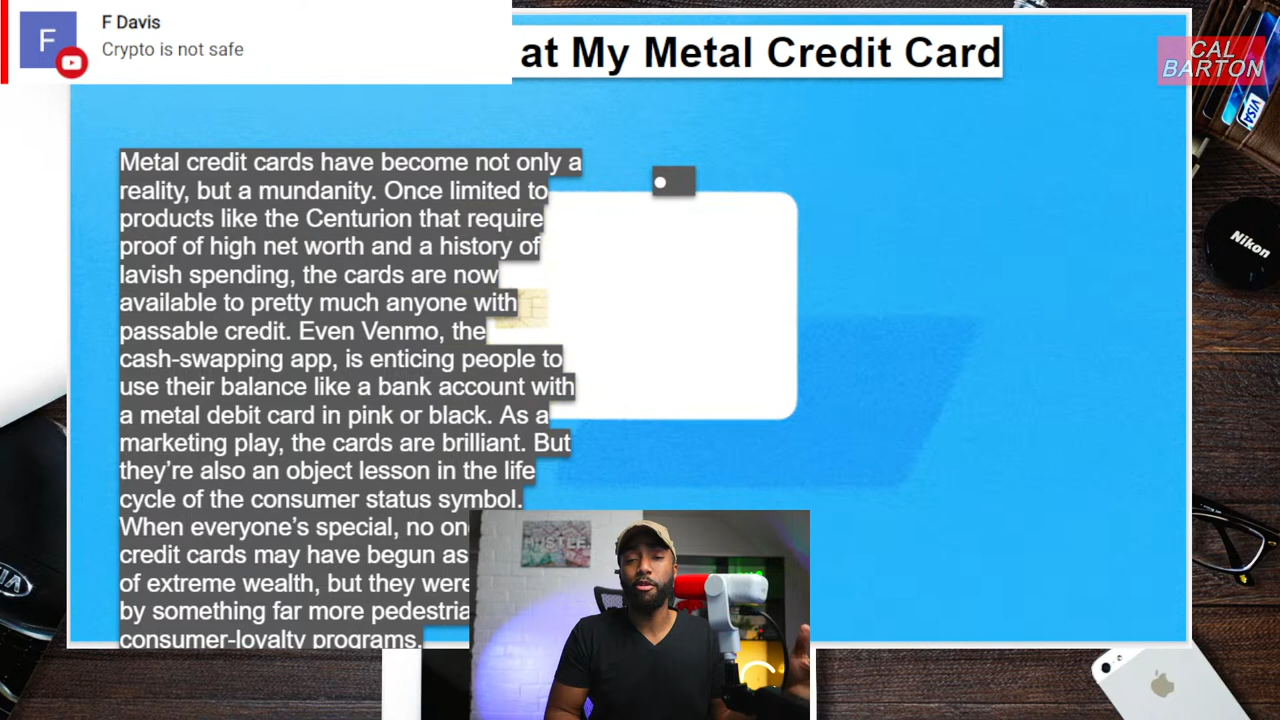 F
F Davis
Crypto is not safe
at My Metal Credit Card
CAL
BARTON
VISA
Metal credit cards have become not only a
reality, but a mundanity. Once limited to
products like the Centurion that require
proof of high net worth and a history of
lavish spending, the cards are now
available to pretty much anyone with
passable credit. Even Venmo, the
cash-swapping app, is enticing people to
use their balance like a bank account with
a metal debit card in pink or black. As a
marketing play, the cards are brilliant. But
they’re also an object lesson in the life
cycle of the consumer status symbol.
When everyone’s special, no one
credit cards may have begun as
of extreme wealth, but they were
by something far more pedestria
consumer-loyalty programs.
Nikon
HUSTLE
KIA